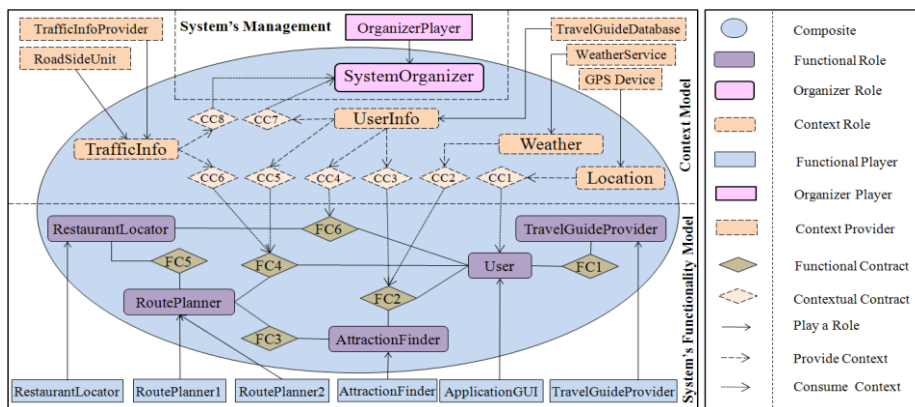 System's Management
OrganizerPlayer
TrafficInfoProvider
TravelGuideDatabase
RoadSideUnit
WeatherService
GPS Device
SystemOrganizer
CC8
CC7
UserInfo
TrafficInfo
Weather
CC6
CC5
CC4
CC3
CC2
CC1
Location
Context Model
RestaurantLocator
FC6
TravelGuideProvider
FC5
FC4
User
FC1
RoutePlanner
FC2
FC3
AttractionFinder
System's Functionality Model
RestaurantLocator
RoutePlanner1
RoutePlanner2
AttractionFinder
ApplicationGUI
TravelGuideProvider
Composite
Functional Role
Organizer Role
Context Role
Functional Player
Organizer Player
Context Provider
Functional Contract
Contextual Contract
Play a Role
Provide Context
Consume Context